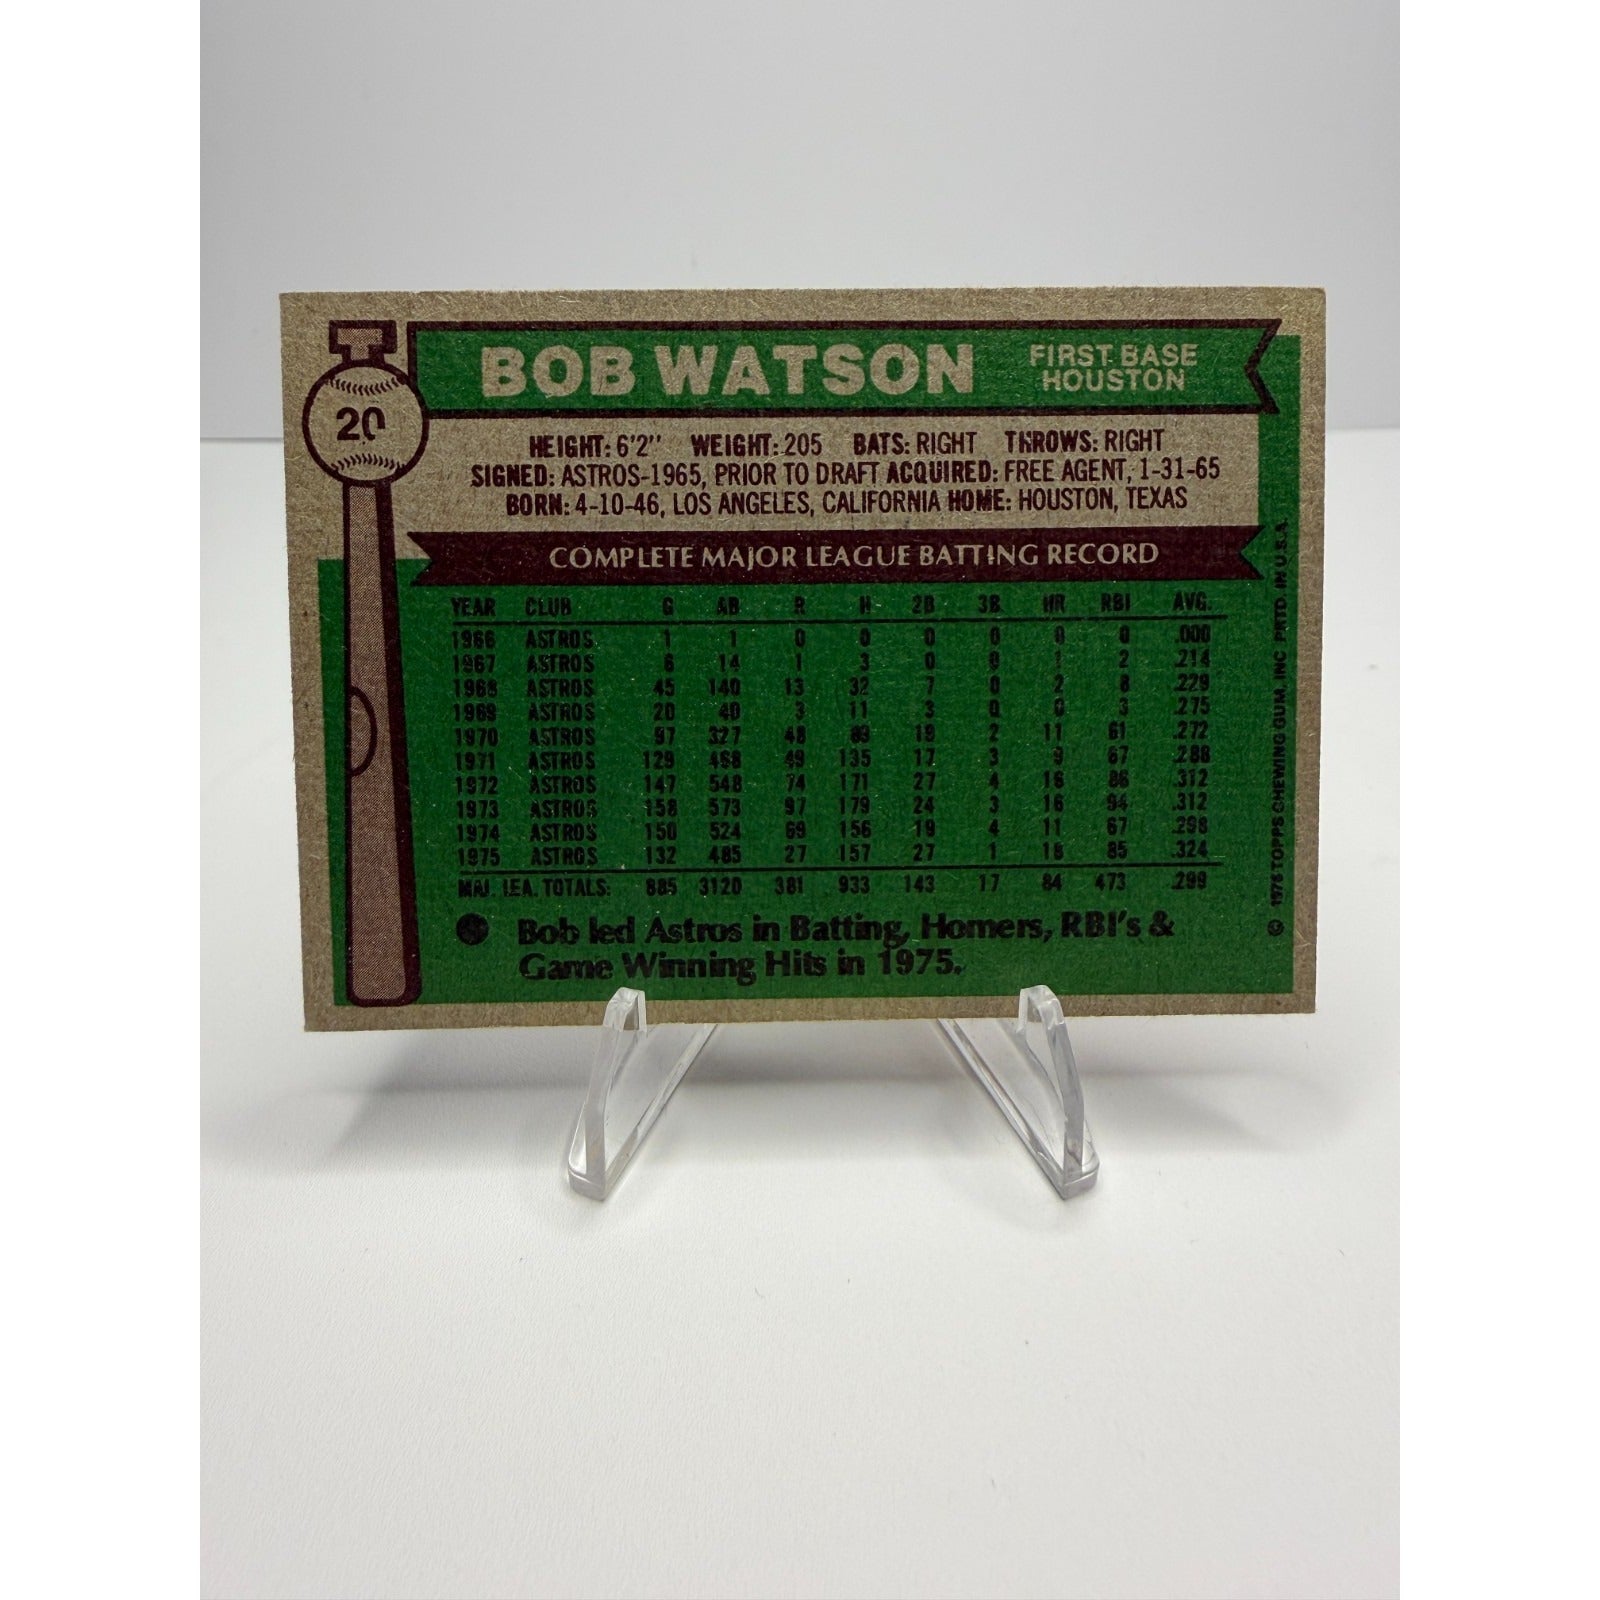 20
BOB WATSON
FIRST BASE
HOUSTON
HEIGHT: 6'2" WEIGHT: 205 BATS: RIGHT THROWS: RIGHT
SIGNED: ASTROS-1965, PRIOR TO DRAFT ACQUIRED: FREE AGENT, 1-31-65
BORN: 4-10-46, LOS ANGELES, CALIFORNIA HOME: HOUSTON, TEXAS
COMPLETE MAJOR LEAGUE BATTING RECORD
YEAR CLUB G AB R H 2B 3B HR RBI AVG.
1966 ASTROS 1 1 0 0 0 0 0 0 .000
1967 ASTROS 6 14 1 3 0 0 1 2 .214
1968 ASTROS 45 140 13 32 7 0 2 8 .229
1969 ASTROS 20 40 3 11 3 0 0 3 .275
1970 ASTROS 97 327 48 89 19 2 11 61 .272
1971 ASTROS 129 468 49 135 17 3 9 67 .288
1972 ASTROS 147 548 74 171 27 4 16 86 .312
1973 ASTROS 158 573 97 179 24 3 16 94 .312
1974 ASTROS 150 524 69 156 19 4 11 67 .298
1975 ASTROS 132 485 27 157 27 1 18 85 .324
MAJ. LEA. TOTALS: 885 3120 381 933 143 17 84 473 .299
Bob led Astros in Batting, Homers, RBI's &
Game Winning Hits in 1975.
© 1976 TOPPS CHEWING GUM, INC PRTD. IN U.S.A.